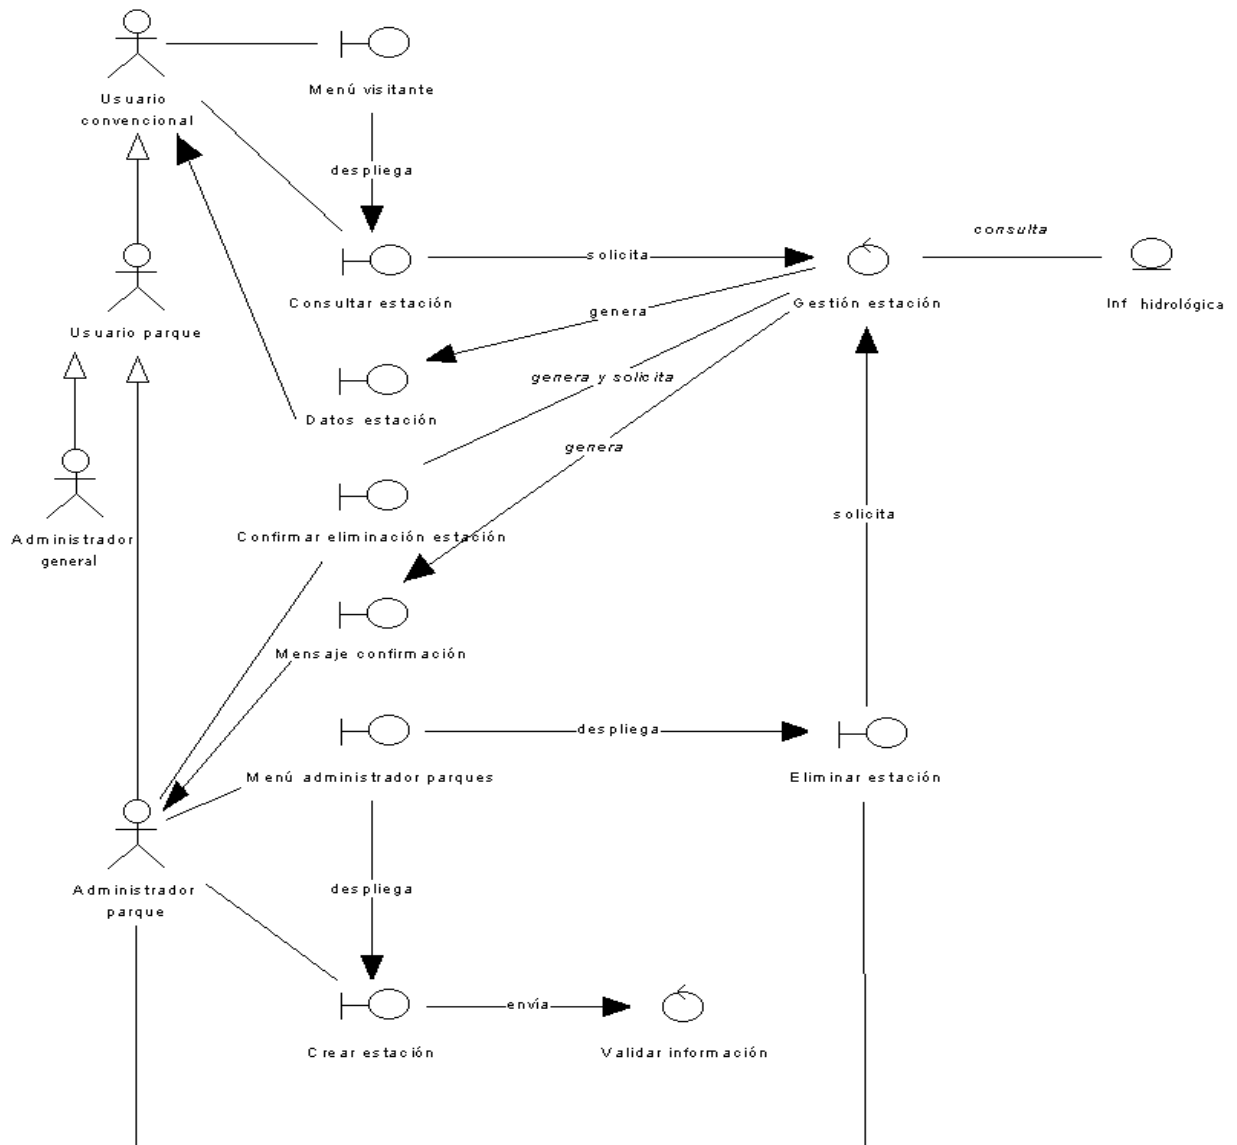 Usuario
convencional
Menú visitante
despliega
consulta
solicita
Consultar estación
Gestión estación
Inf hidrológica
genera
Usuario parque
genera y solicita
Datos estación
genera
solicita
Administrador
general
Confirmar eliminación estación
Mensaje confirmación
despliega
Menú administrador parques
Eliminar estación
Administrador
parque
despliega
envía
Crear estación
Validar información